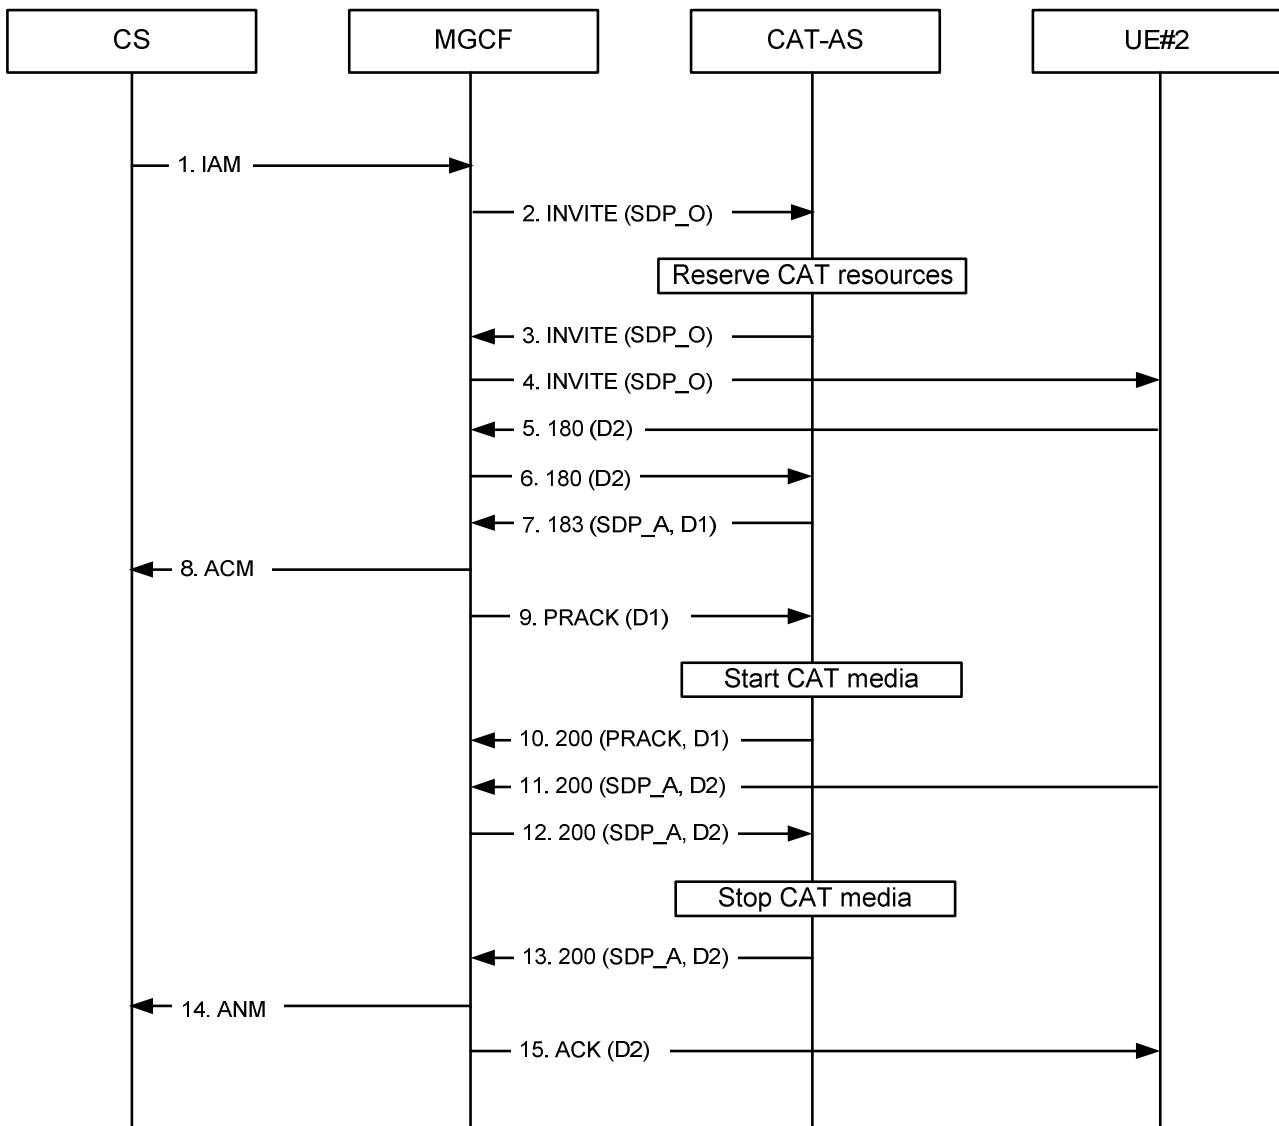 CS
MGCF
CAT-AS
UE#2
1. IAM
2. INVITE (SDP_O)
Reserve CAT resources
3. INVITE (SDP_O)
4. INVITE (SDP_O)
5. 180 (D2)
6. 180 (D2)
7. 183 (SDP_A, D1)
8. ACM
9. PRACK (D1)
Start CAT media
10. 200 (PRACK, D1)
11. 200 (SDP_A, D2)
12. 200 (SDP_A, D2)
Stop CAT media
13. 200 (SDP_A, D2)
14. ANM
15. ACK (D2)